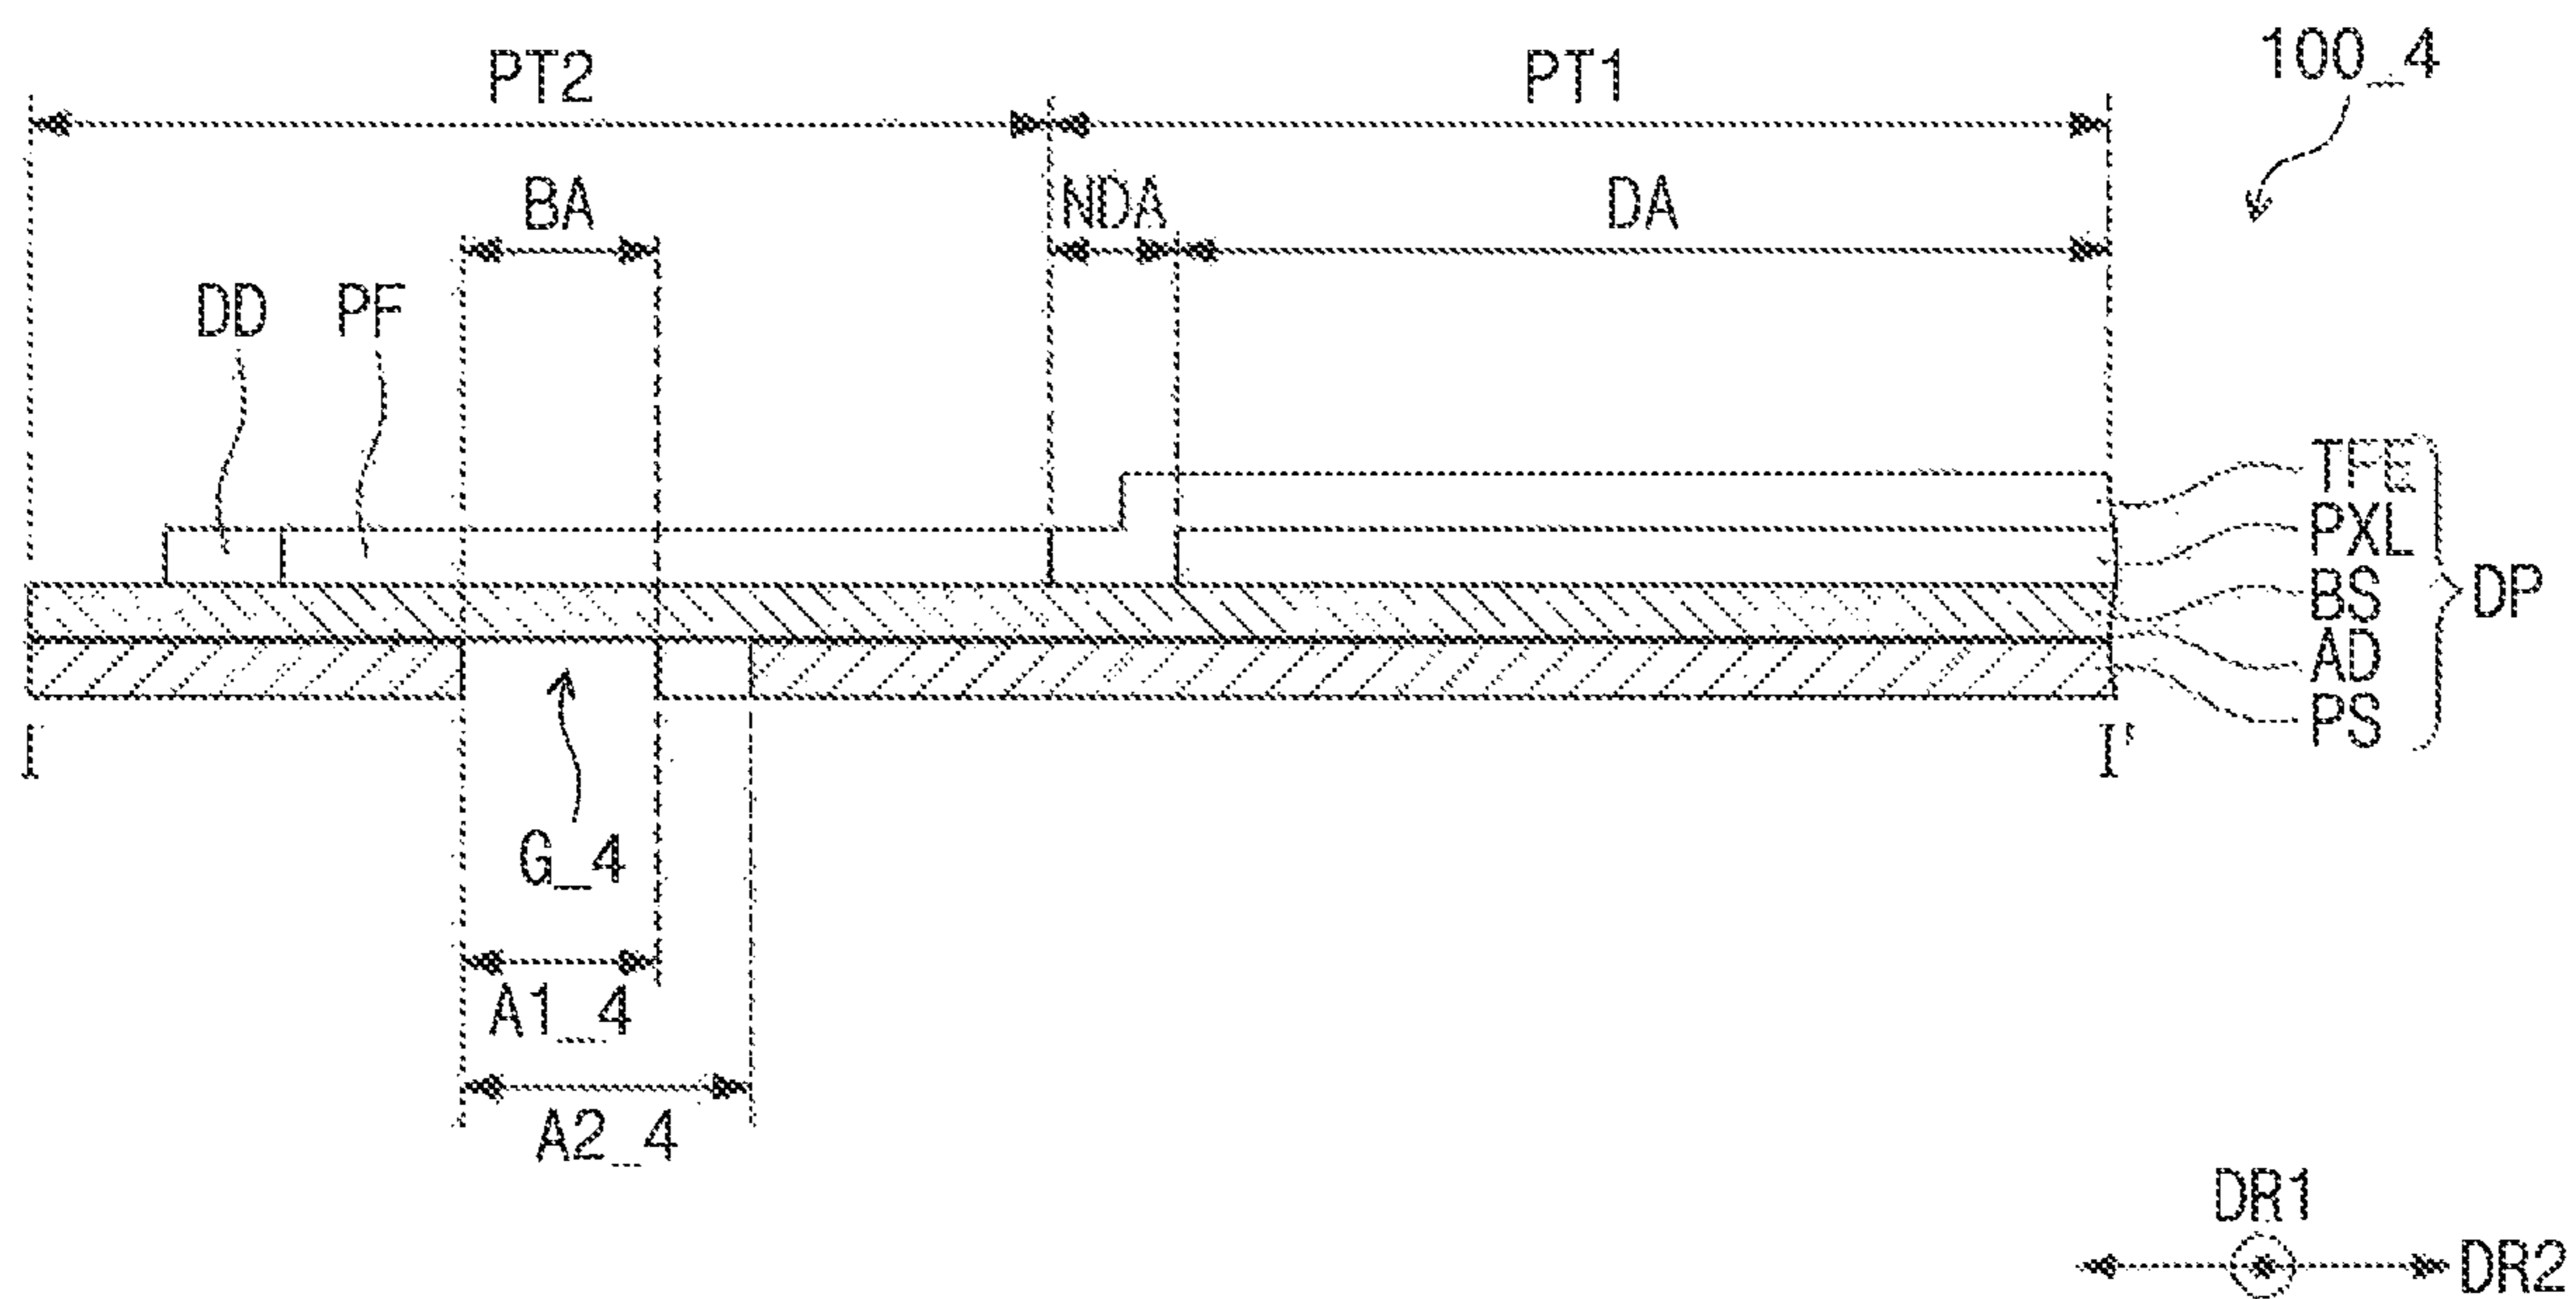 100_4
PT2
PT1
BA
NDA
DA
DD
PF
TFE
PXL
BS
AD
PS
DP
I
I'
G_4
A1_4
A2_4
DR1
DR2